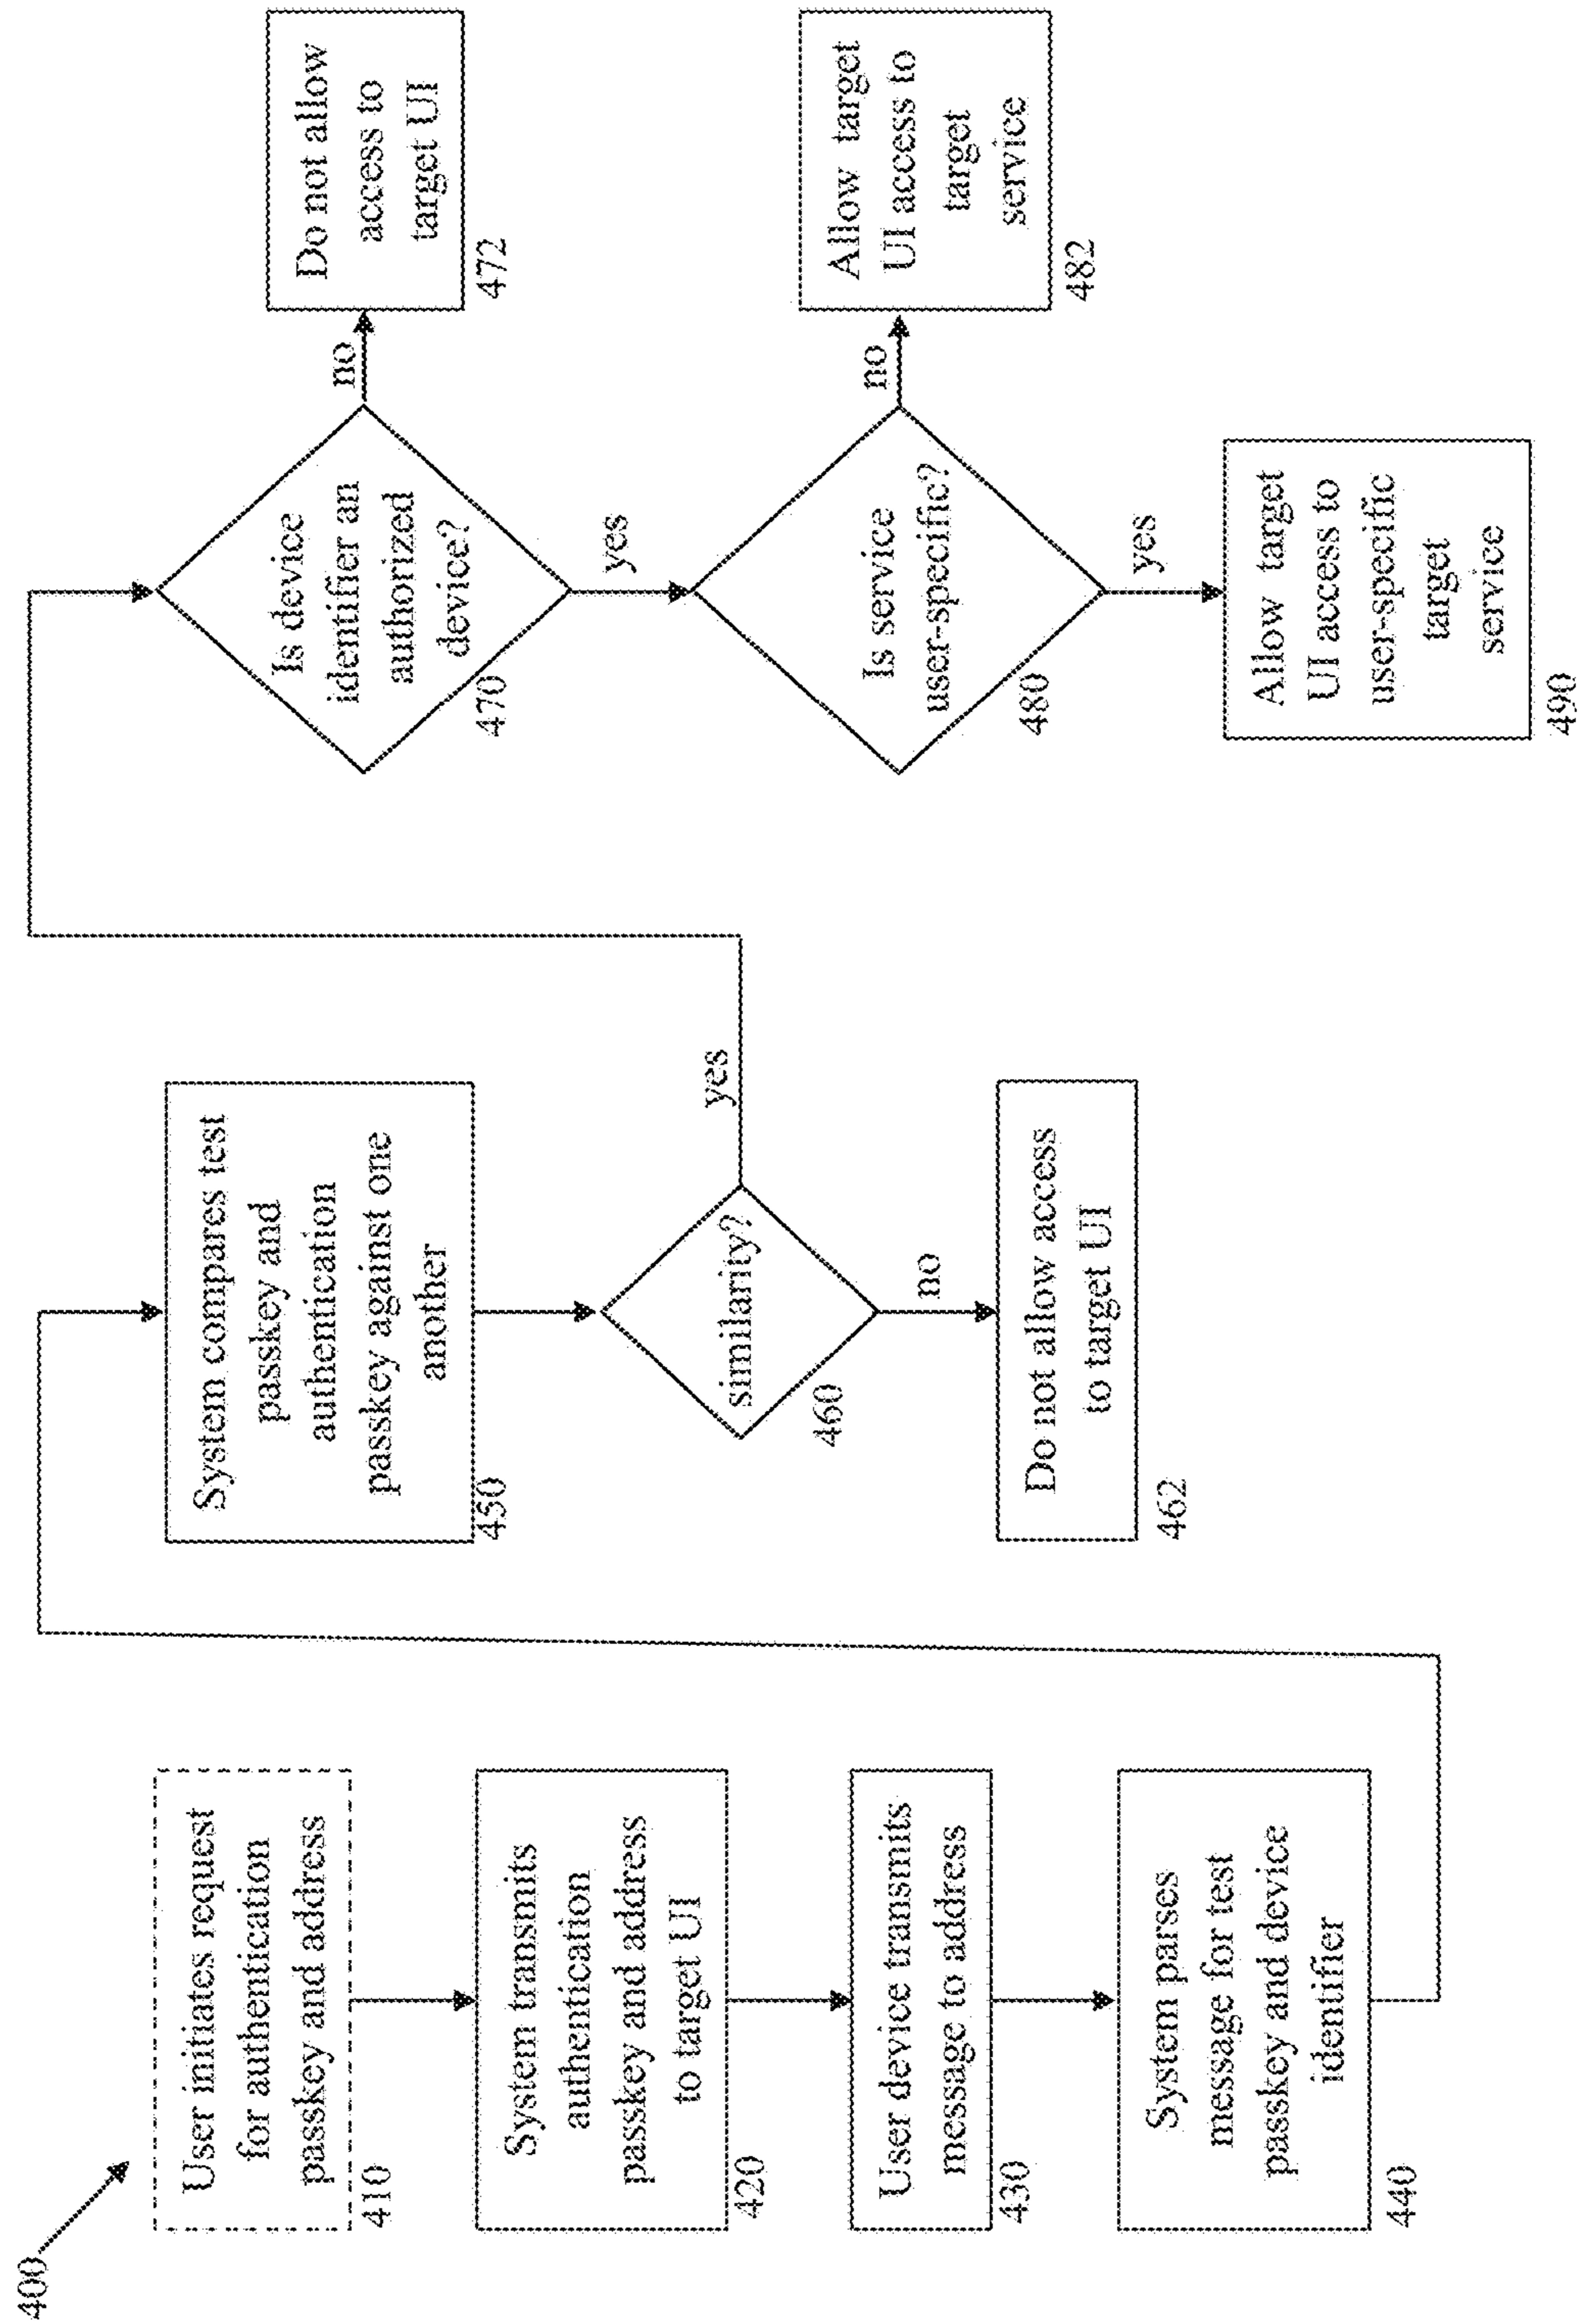 400
User initiates request
for authentication
passkey and address
410
System transmits
authentication
passkey and address
to target UI
420
User device transmits
message to address
430
System parses
message for test
passkey and device
identifier
440
System compares test
passkey and
authentication
passkey against one
another
450
similarity?
460
yes
no
Do not allow access
to target UI
462
Is device
identifier an
authorized
device?
470
no
Do not allow
access to
target UI
472
yes
Is service
user-specific?
480
no
Allow target
UI access to
target
service
482
yes
Allow target
UI access to
user-specific
target
service
490